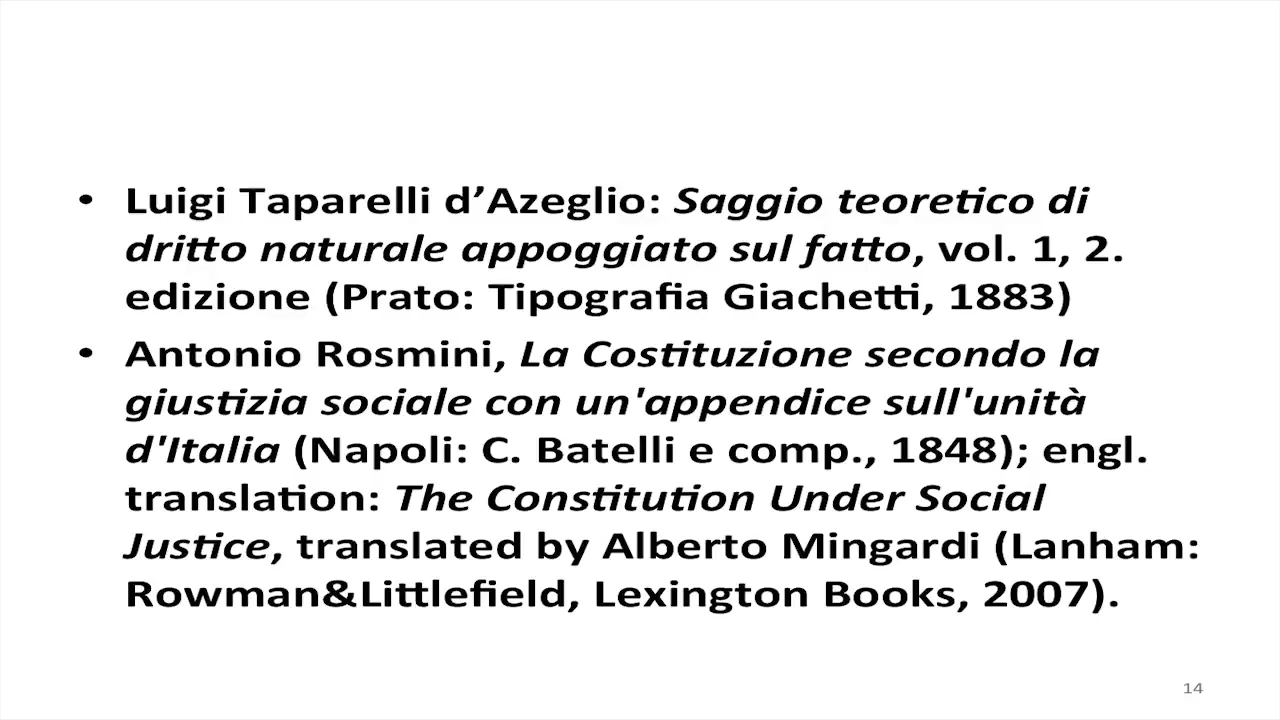 • Luigi Taparelli d’Azeglio: Saggio teoretico di
dritto naturale appoggiato sul fatto, vol. 1, 2.
edizione (Prato: Tipografia Giachetti, 1883)
• Antonio Rosmini, La Costituzione secondo la
giustizia sociale con un'appendice sull'unità
d'Italia (Napoli: C. Batelli e comp., 1848); engl.
translation: The Constitution Under Social
Justice, translated by Alberto Mingardi (Lanham:
Rowman&Littlefield, Lexington Books, 2007).
14